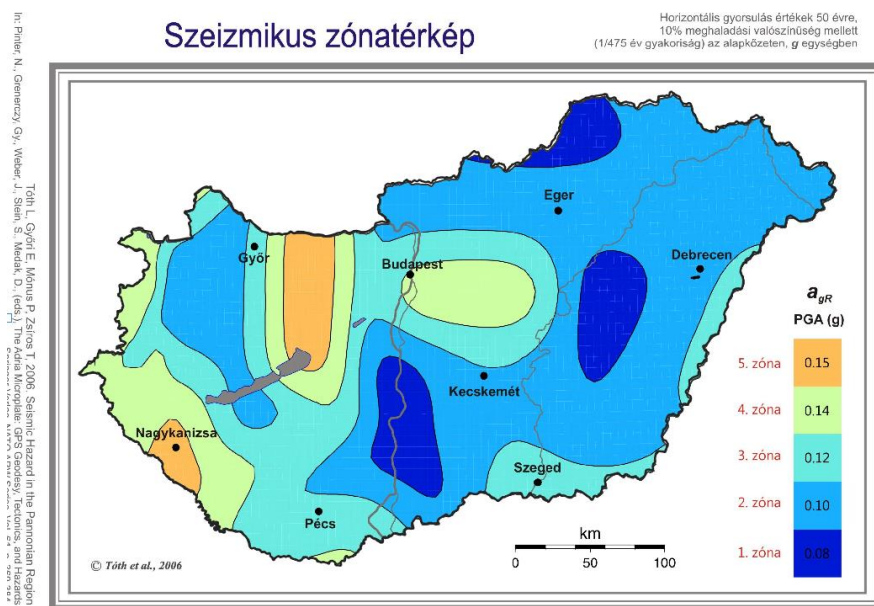 Szeizmikus zónatérkép
Horizontális gyorsulás értékek 50 évre,
10% meghaladási valószínűség mellett
(1/475 év gyakoriság) az alapkőzeten, g egységben
Tóth L, Győri E, Mónus P, Zsíros T, 2006. Seismic Hazard in the Pannonian Region
In: Pinter, N., Grenerczy, Gy., Weber, J., Stein, S., Medak, D., (eds.), The Adria Microplate: GPS Geodesy, Tectonics, and Hazards
Eger
Győr
Budapest
Debrecen
Kecskemét
Nagykanizsa
Szeged
Pécs
agR
PGA (g)
5. zóna 0.15
4. zóna 0.14
3. zóna 0.12
2. zóna 0.10
1. zóna 0.08
km
0 50 100
© Tóth et al., 2006